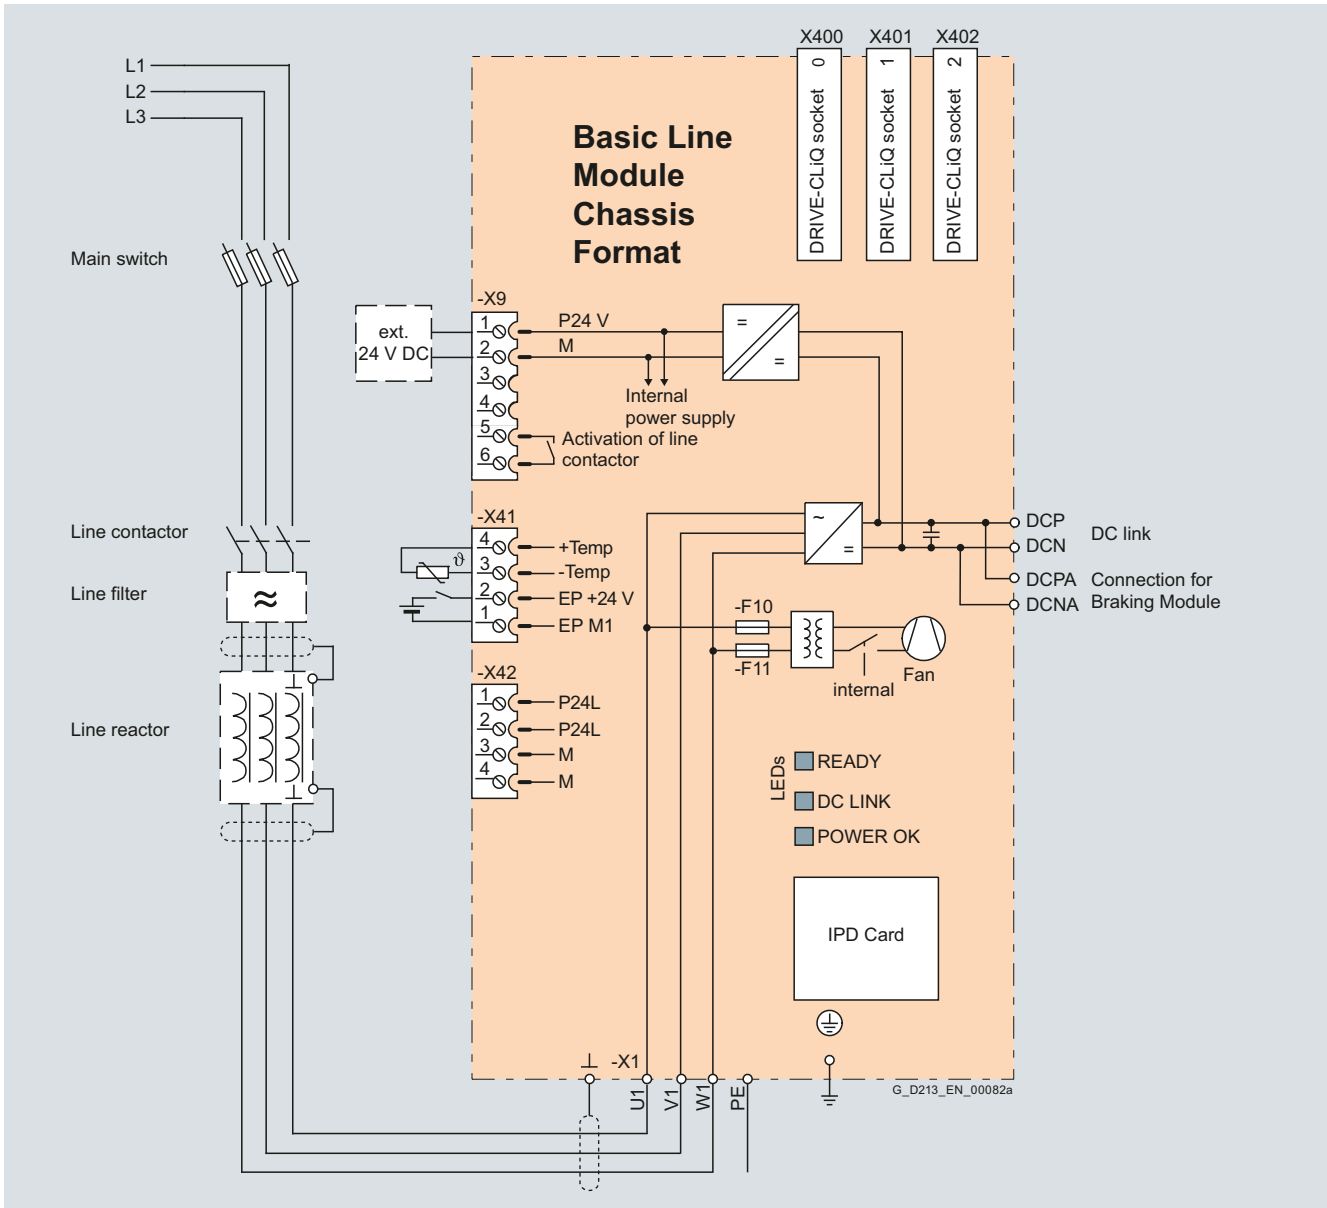 X400
X401
X402
L1
L2
L3
DRIVE-CLiQ socket 0
DRIVE-CLiQ socket 1
DRIVE-CLiQ socket 2
Basic Line
Module
Chassis
Format
Main switch
-X9
ext.
24 V DC
1
2
3
4
5
6
P24 V
M
=
=
Internal
power supply
Activation of line
contactor
Line contactor
-X41
4
3
2
1
ϑ
+Temp
-Temp
EP +24 V
EP M1
~
=
DCP
DCN
DC link
DCPA
DCNA
Connection for
Braking Module
Line filter
≈
-F10
-F11
internal
Fan
-X42
1
2
3
4
P24L
P24L
M
M
Line reactor
LEDs
READY
DC LINK
POWER OK
IPD Card
-X1
U1
V1
W1
PE
G_D213_EN_00082a